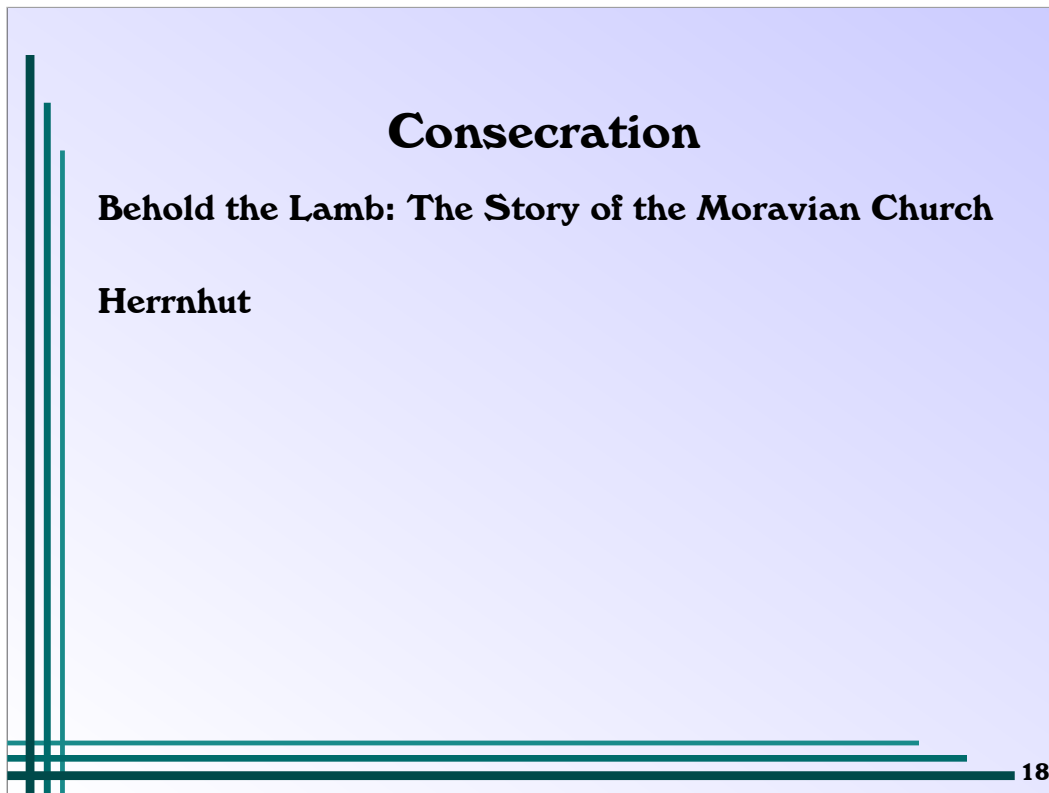 Consecration
Behold the Lamb: The Story of the Moravian Church
Herrnhut
18